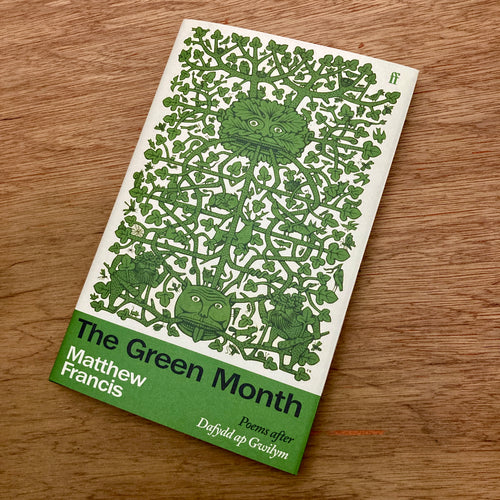 ff
The Green Month
Matthew
Francis
Poems after
Dafydd ap Gwilym